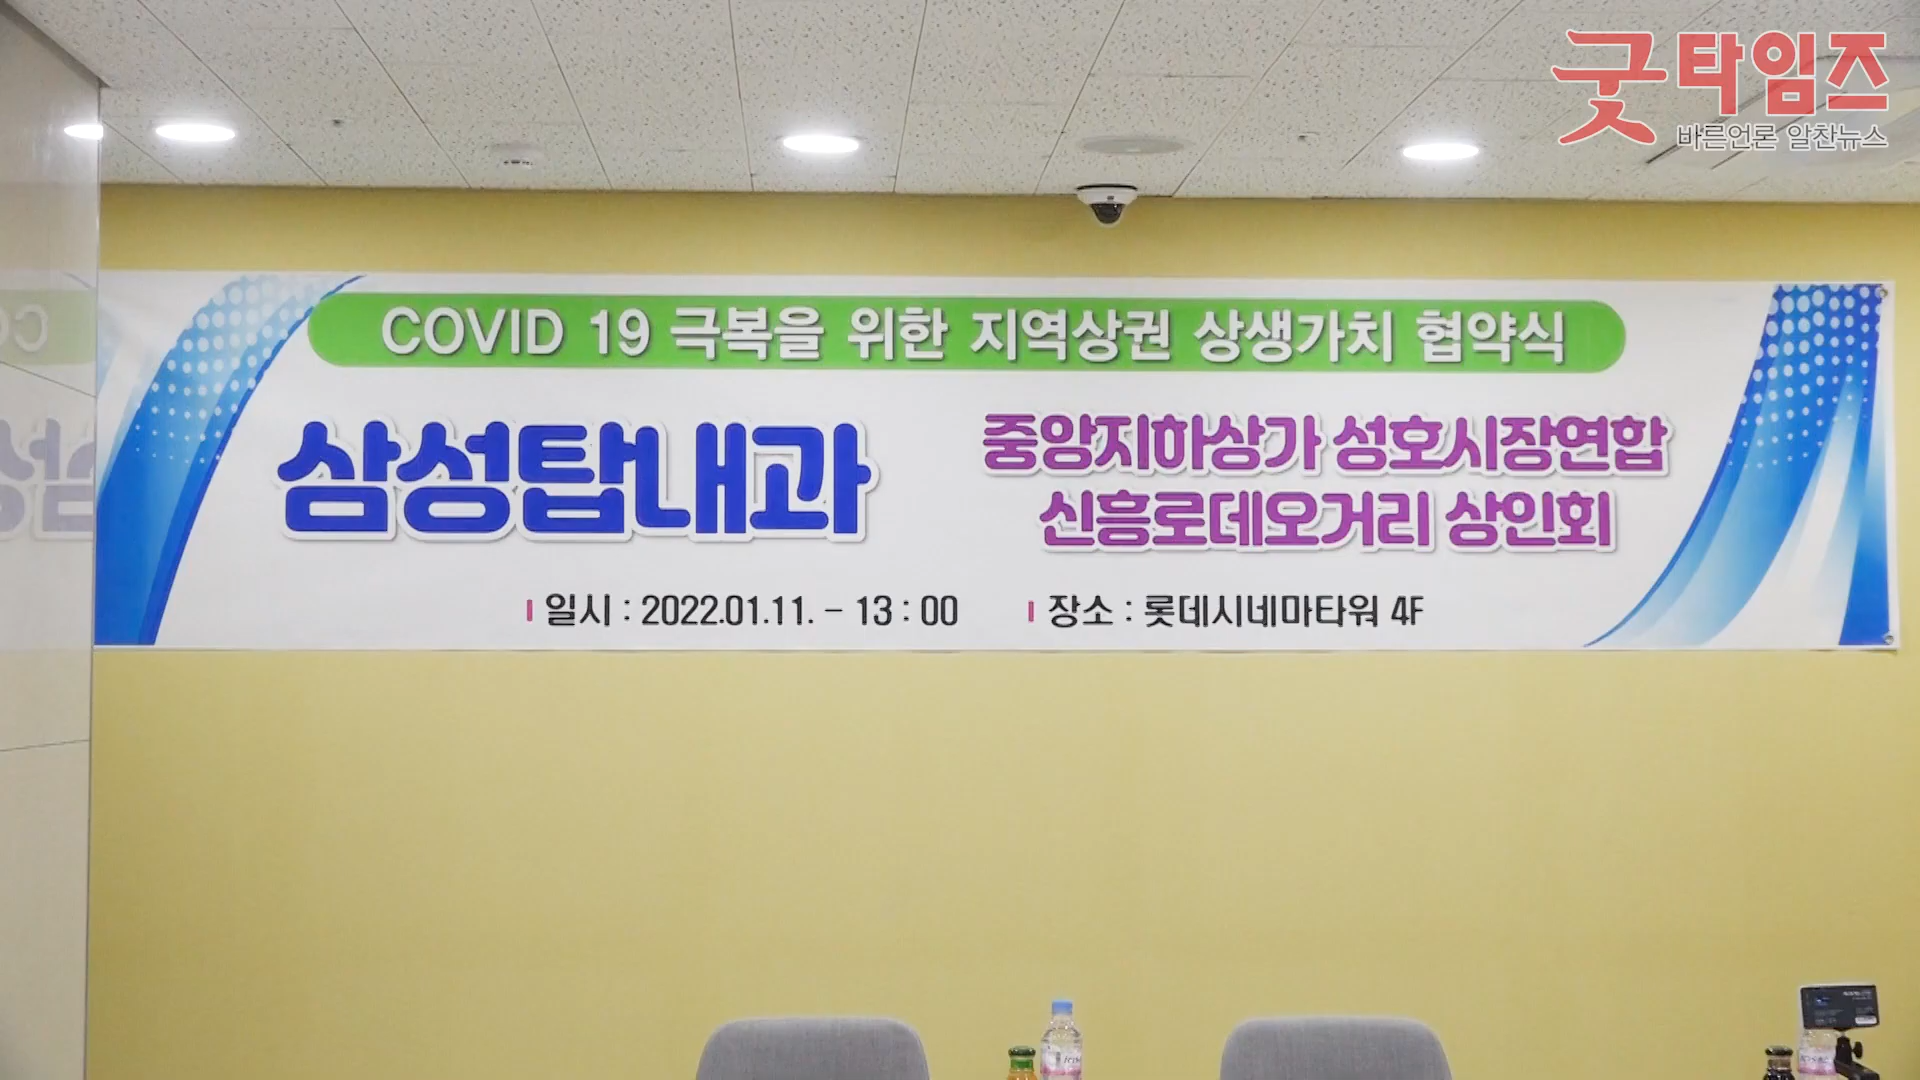 굿타임즈
바른언론 알찬뉴스
COVID 19 극복을 위한 지역상권 상생가치 협약식
삼성탑내과
중앙지하상가 성호시장연합
신흥로데오거리 상인회
일시 : 2022.01.11. - 13 : 00
장소 : 롯데시네마타워 4F